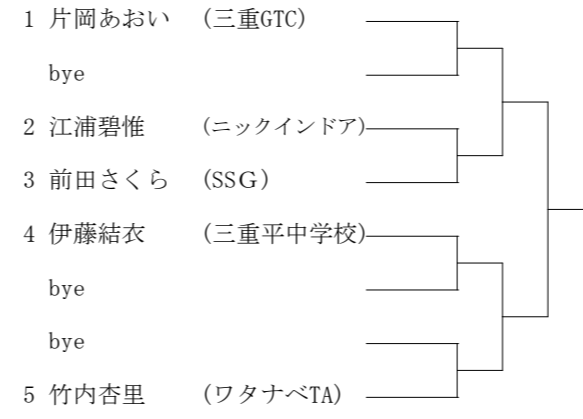 1 片岡あおい (三重GTC)
bye
2 江浦碧惟 (ニックインドア)
3 前田さくら (SSＧ)
4 伊藤結衣 (三重平中学校)
bye
bye
5 竹内杏里 (ワタナベTA)